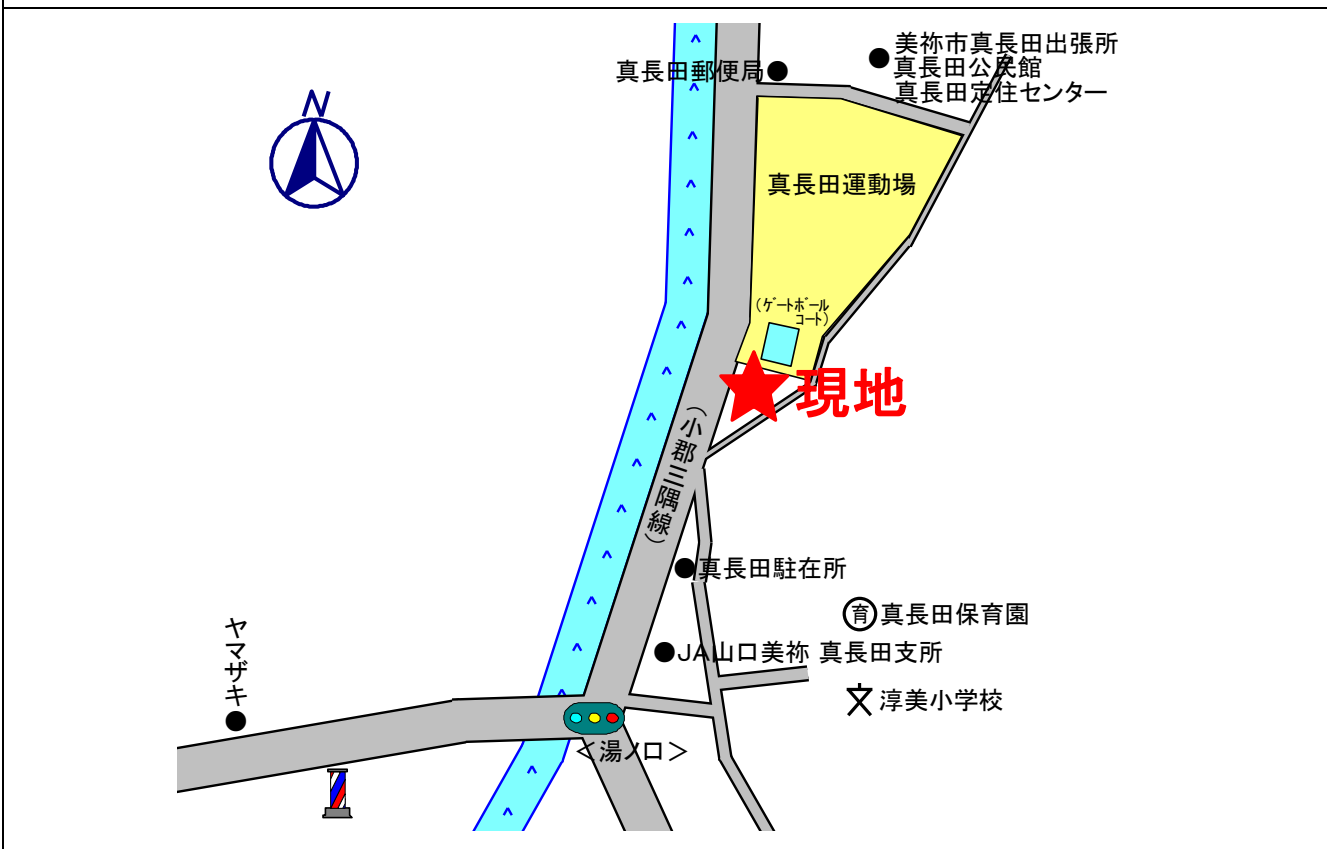 美祢市真長田出張所
真長田郵便局
真長田公民館
真長田定住センター
N
真長田運動場
(ｹﾞｰﾄﾎﾞｰﾙ
ｺｰﾄ)
現地
(小郡三隅線)
真長田駐在所
育 真長田保育園
ヤマザキ
JA山口美祢 真長田支所
文 淳美小学校
＜湯ノ口＞